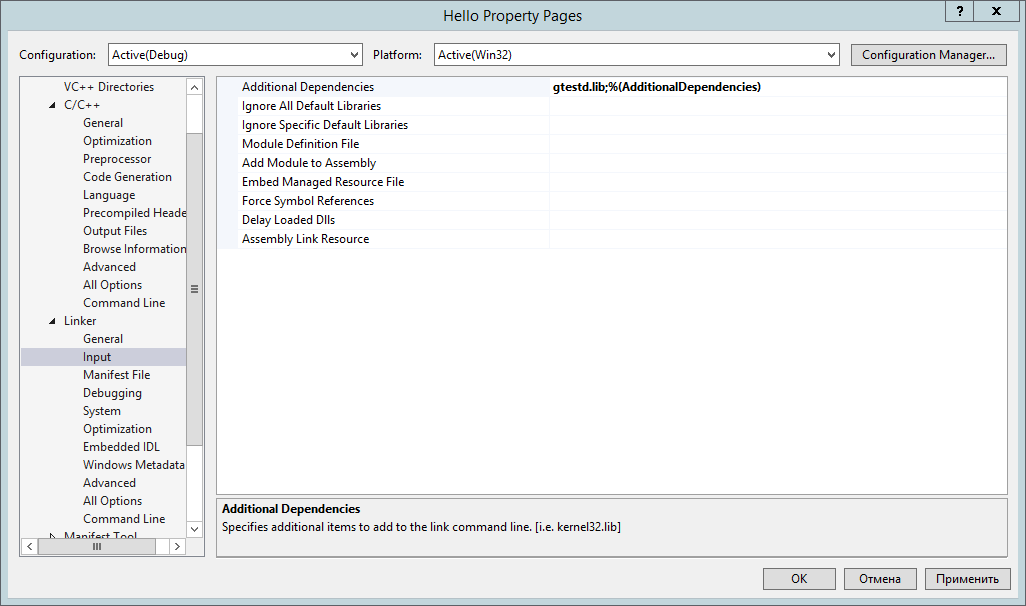 Hello Property Pages
?
x
Configuration: Active(Debug) Platform: Active(Win32) Configuration Manager...
VC++ Directories
C/C++
General
Optimization
Preprocessor
Code Generation
Language
Precompiled Heade
Output Files
Browse Information
Advanced
All Options
Command Line
Linker
General
Input
Manifest File
Debugging
System
Optimization
Embedded IDL
Windows Metadata
Advanced
All Options
Command Line
Manifest Tool
Additional Dependencies gtestd.lib;%(AdditionalDependencies)
Ignore All Default Libraries
Ignore Specific Default Libraries
Module Definition File
Add Module to Assembly
Embed Managed Resource File
Force Symbol References
Delay Loaded Dlls
Assembly Link Resource
Additional Dependencies
Specifies additional items to add to the link command line. [i.e. kernel32.lib]
OK Отмена Применить